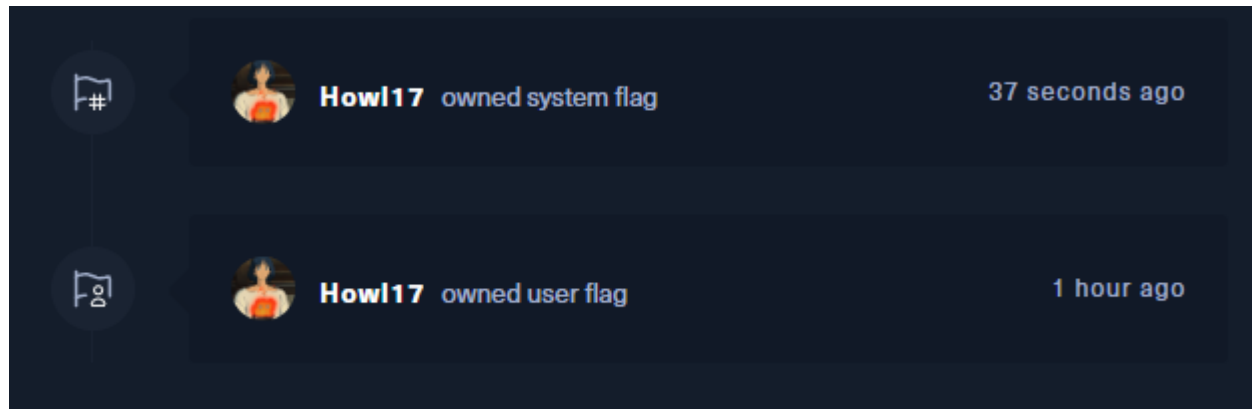 Howl17 owned system flag 37 seconds ago
Howl17 owned user flag 1 hour ago